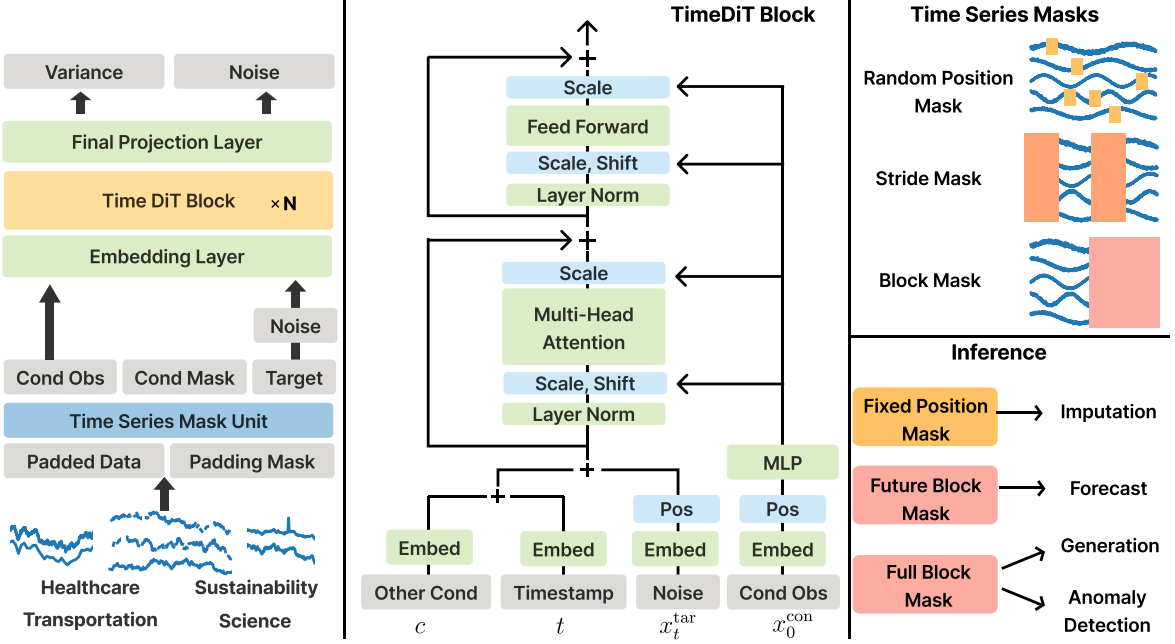 Variance
Noise
Final Projection Layer
Time DiT Block ×N
Embedding Layer
Noise
Cond Obs
Cond Mask
Target
Time Series Mask Unit
Padded Data
Padding Mask
Healthcare
Sustainability
Transportation
Science
TimeDiT Block
+
Scale
Feed Forward
Scale, Shift
Layer Norm
+
Scale
Multi-Head
Attention
Scale, Shift
Layer Norm
+
MLP
+
Pos
Pos
Embed
Embed
Embed
Embed
Other Cond
Timestamp
Noise
Cond Obs
c
t
x_t^tar
x_0^con
Time Series Masks
Random Position
Mask
Stride Mask
Block Mask
Inference
Fixed Position
Mask
Imputation
Future Block
Mask
Forecast
Full Block
Mask
Generation
Anomaly
Detection